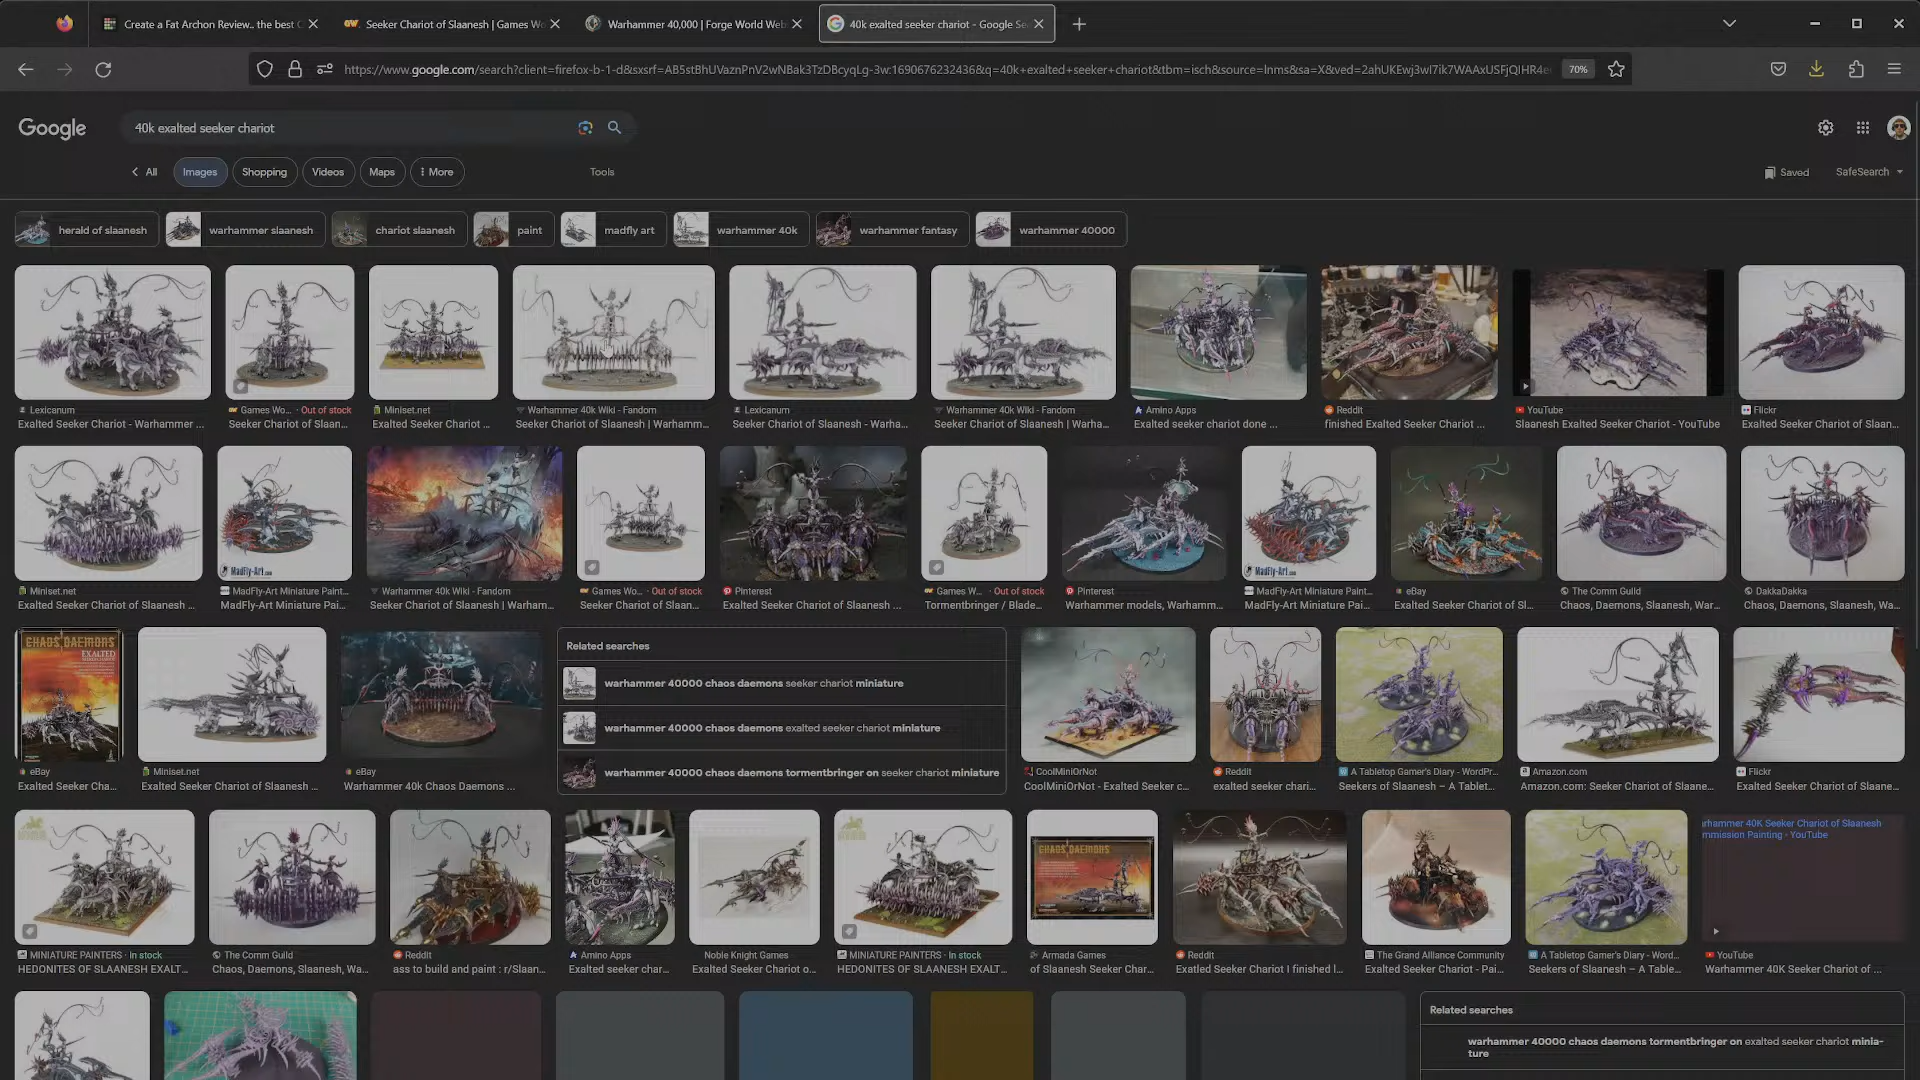 Create a Fat Archon Review.. the best C
Seeker Chariot of Slaanesh | Games Wo
Warhammer 40,000 | Forge World Web
40k exalted seeker chariot - Google Se
https://www.google.com/search?client=firefox-b-1-d&sxsrf=AB5stBhUVaznPnV2wNBak3TzDBcyqLg-3w:1690676232436&q=40k+exalted+seeker+chariot&tbm=isch&source=lnms&sa=X&ved=2ahUKEwj3wI7ik7WAAxUSFjQIHR4e
70%
Google
40k exalted seeker chariot
All
Images
Shopping
Videos
Maps
More
Tools
Saved
SafeSearch
herald of slaanesh
warhammer slaanesh
chariot slaanesh
paint
madfly art
warhammer 40k
warhammer fantasy
warhammer 40000
Lexicanum
Exalted Seeker Chariot - Warhammer ...
Games Wo... · Out of stock
Seeker Chariot of Slaan...
Miniset.net
Exalted Seeker Chariot ...
Warhammer 40k Wiki - Fandom
Seeker Chariot of Slaanesh | Warhamm...
Lexicanum
Seeker Chariot of Slaanesh - Warha...
Warhammer 40k Wiki - Fandom
Seeker Chariot of Slaanesh | Warha...
Amino Apps
Exalted seeker chariot done ...
Reddit
finished Exalted Seeker Chariot ...
YouTube
Slaanesh Exalted Seeker Chariot - YouTube
Flickr
Exalted Seeker Chariot of Slaan...
Miniset.net
Exalted Seeker Chariot of Slaanesh ...
MadFly-Art.com
MadFly-Art Miniature Paint...
MadFly-Art Miniature Pai...
Warhammer 40k Wiki - Fandom
Seeker Chariot of Slaanesh | Warham...
Games Wo... · Out of stock
Seeker Chariot of Slaan...
Pinterest
Exalted Seeker Chariot of Slaanesh ...
Games W... · Out of stock
Tormentbringer / Blade...
Pinterest
Warhammer models, Warhamm...
MadFly-Art.com
MadFly-Art Miniature Paint...
MadFly-Art Miniature Pai...
eBay
Exalted Seeker Chariot of Sl...
The Comm Guild
Chaos, Daemons, Slaanesh, War...
DakkaDakka
Chaos, Daemons, Slaanesh, Wa...
CHAOS DAEMONS
EXALTED
eBay
Exalted Seeker Cha...
Miniset.net
Exalted Seeker Chariot of Slaanesh ...
eBay
Warhammer 40k Chaos Daemons ...
Related searches
warhammer 40000 chaos daemons seeker chariot miniature
warhammer 40000 chaos daemons exalted seeker chariot miniature
warhammer 40000 chaos daemons tormentbringer on seeker chariot miniature
CoolMiniOrNot
CoolMiniOrNot - Exalted Seeker c...
Reddit
exalted seeker chari...
A Tabletop Gamer's Diary - WordPr...
Seekers of Slaanesh – A Tablet...
Amazon.com
Amazon.com: Seeker Chariot of Slaane...
Flickr
Exalted Seeker Chariot of Slaane...
MINIATURE PAINTERS · In stock
HEDONITES OF SLAANESH EXALT...
The Comm Guild
Chaos, Daemons, Slaanesh, Wa...
Reddit
ass to build and paint : r/Slaan...
Amino Apps
Exalted seeker char...
Noble Knight Games
Exalted Seeker Chariot o...
MINIATURE PAINTERS · In stock
HEDONITES OF SLAANESH EXALT...
CHAOS DAEMONS
Armada Games
of Slaanesh Seeker Char...
Reddit
Exatled Seeker Chariot I finished l...
The Grand Alliance Community
Exalted Seeker Chariot - Pai...
A Tabletop Gamer's Diary - Word...
Seekers of Slaanesh – A Table...
rhammer 40K Seeker Chariot of Slaanesh
mmission Painting - YouTube
YouTube
Warhammer 40K Seeker Chariot of ...
Related searches
warhammer 40000 chaos daemons tormentbringer on exalted seeker chariot minia-
ture